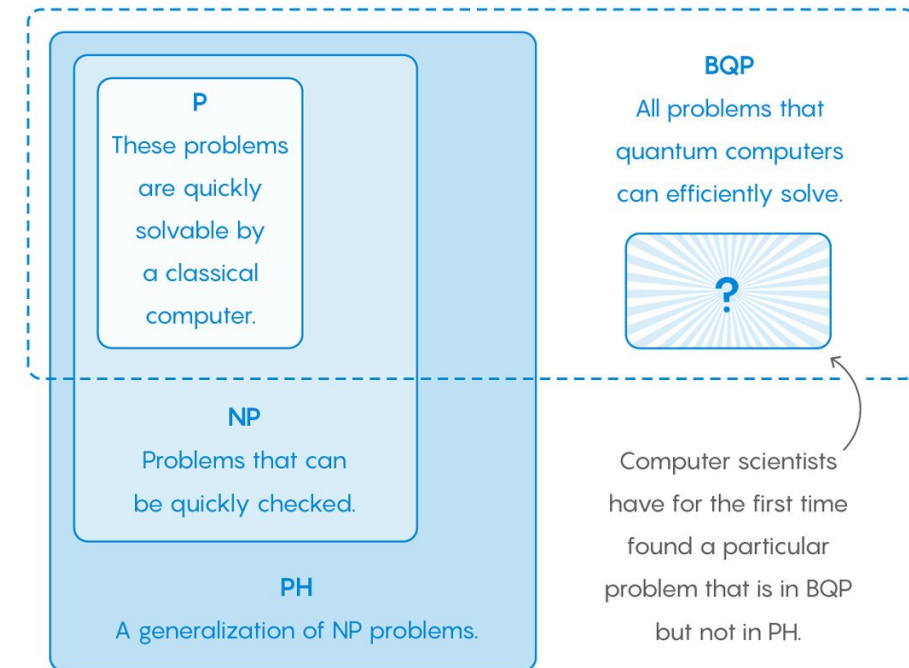 P
These problems
are quickly
solvable by
a classical
computer.
NP
Problems that can
be quickly checked.
PH
A generalization of NP problems.
BQP
All problems that
quantum computers
can efficiently solve.
?
Computer scientists
have for the first time
found a particular
problem that is in BQP
but not in PH.